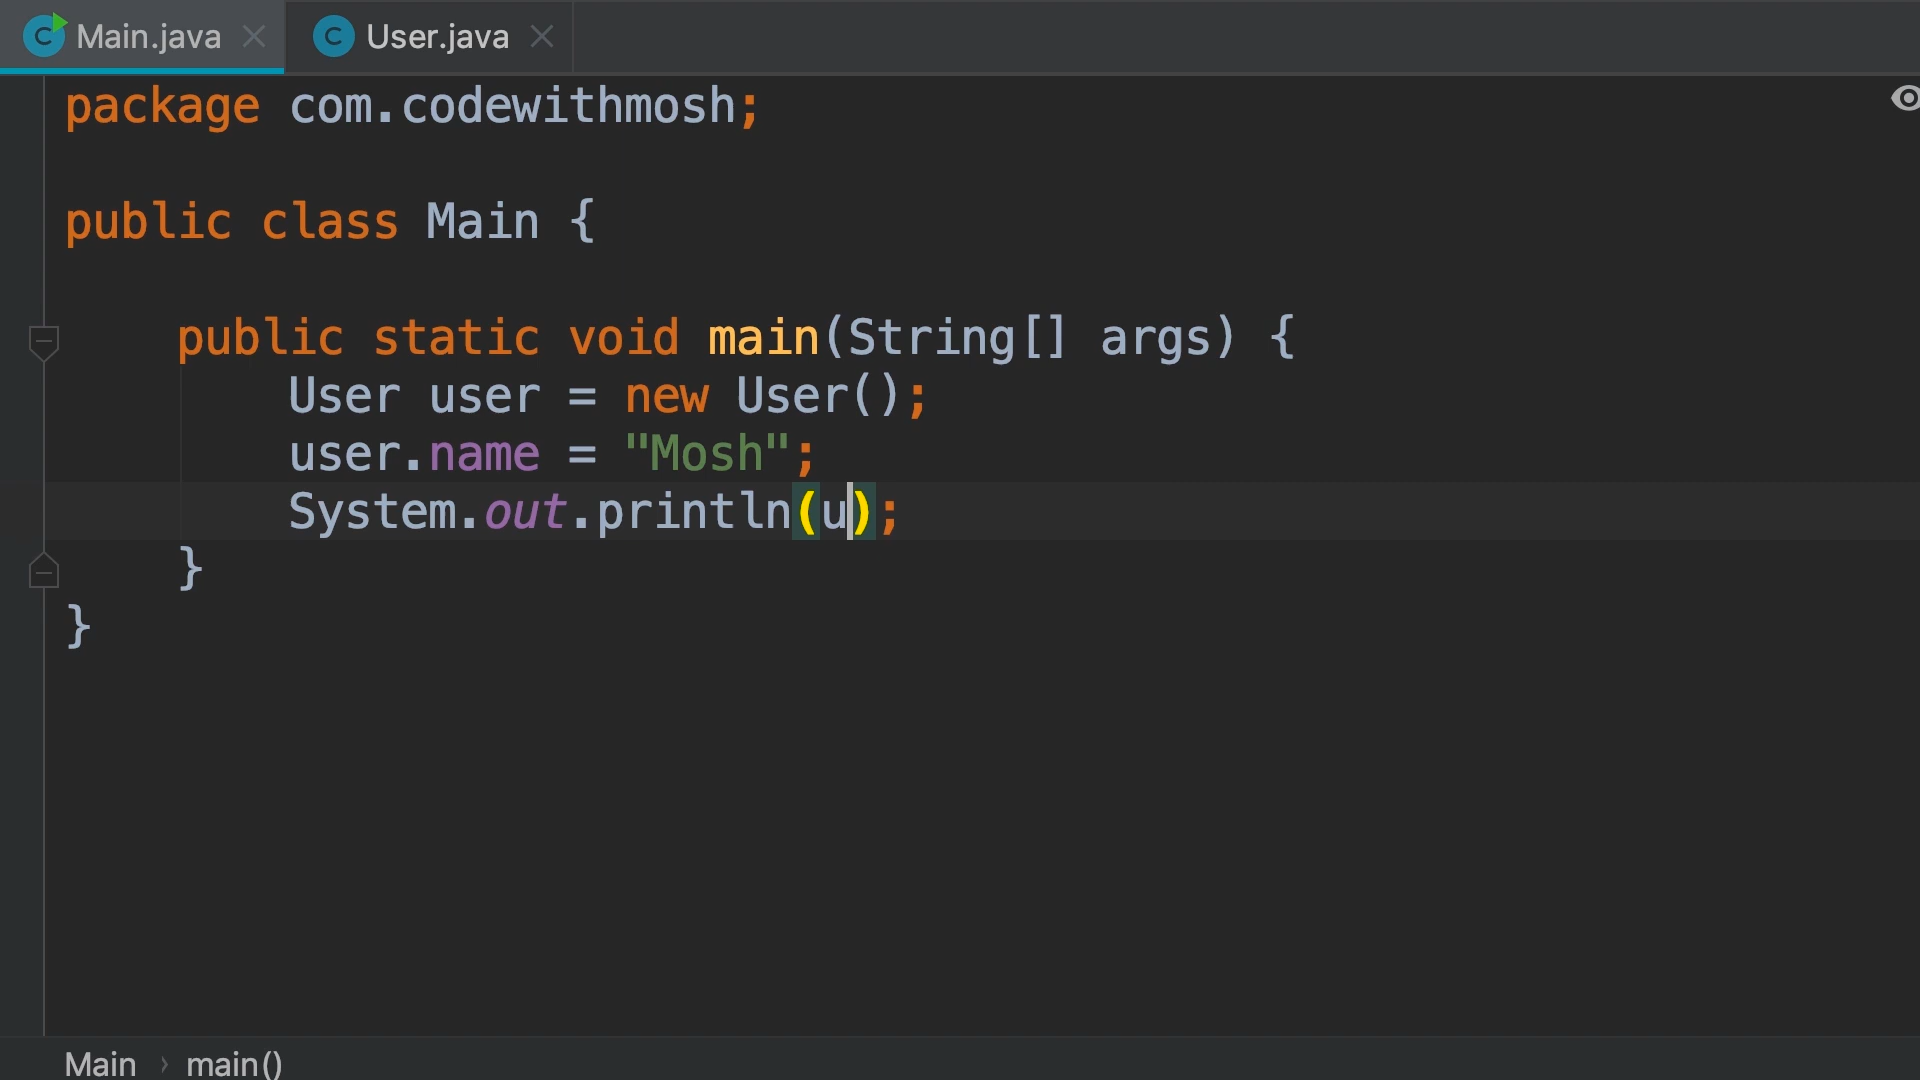 Main.java User.java
package com.codewithmosh;
public class Main {
public static void main(String[] args) {
User user = new User();
user.name = "Mosh";
System.out.println(u);
}
}
Main › main()